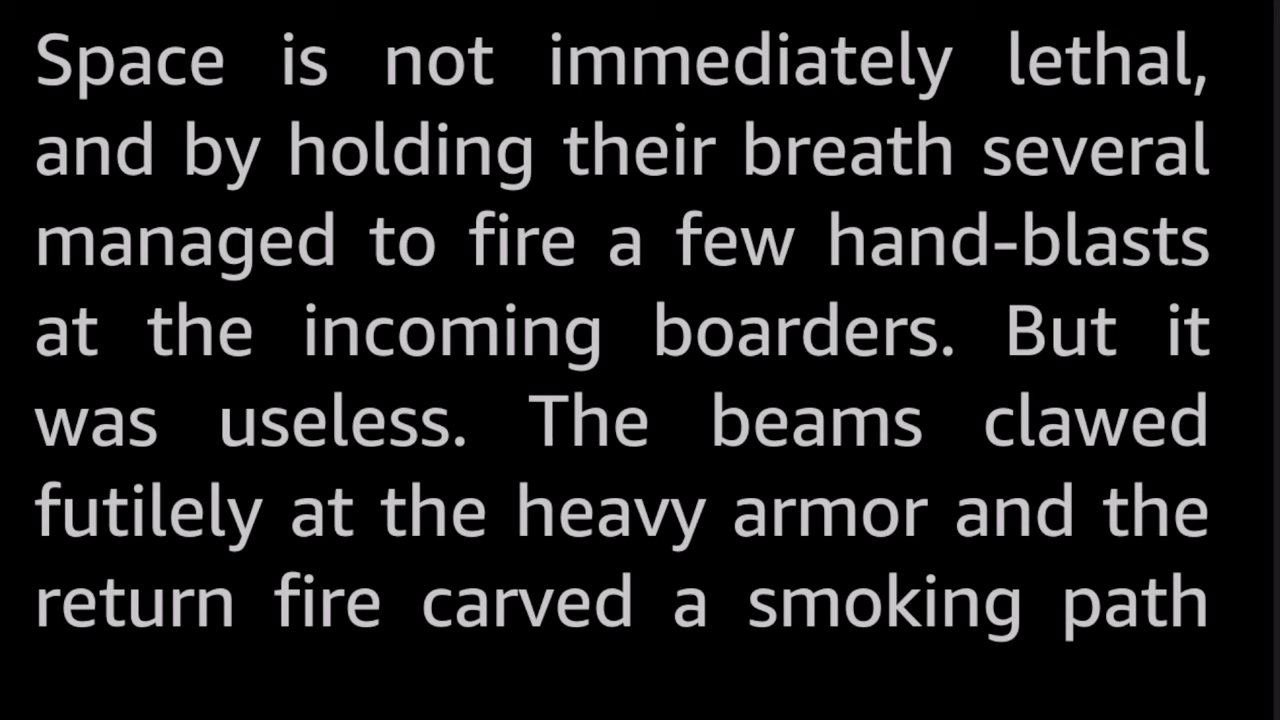 Space is not immediately lethal,
and by holding their breath several
managed to fire a few hand-blasts
at the incoming boarders. But it
was useless. The beams clawed
futilely at the heavy armor and the
return fire carved a smoking path